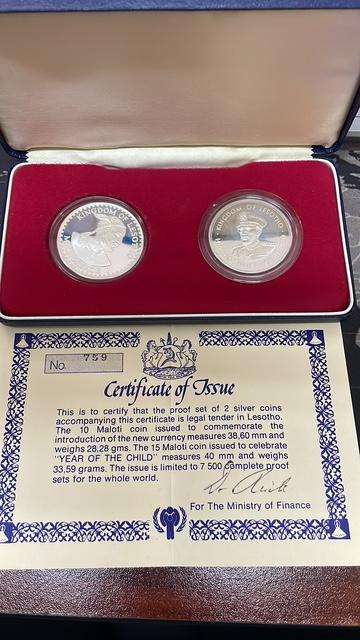 KINGDOM OF LESOTHO
KINGDOM OF LESOTHO
No. 759
Certificate of Issue
This is to certify that the proof set of 2 silver coins
accompanying this certificate is legal tender in Lesotho.
The 10 Maloti coin issued to commemorate the
introduction of the new currency measures 38,60 mm and
weighs 28,28 gms. The 15 Maloti coin issued to celebrate
"YEAR OF THE CHILD" measures 40 mm and weighs
33,59 grams. The issue is limited to 7 500 complete proof
sets for the whole world.
For The Ministry of Finance